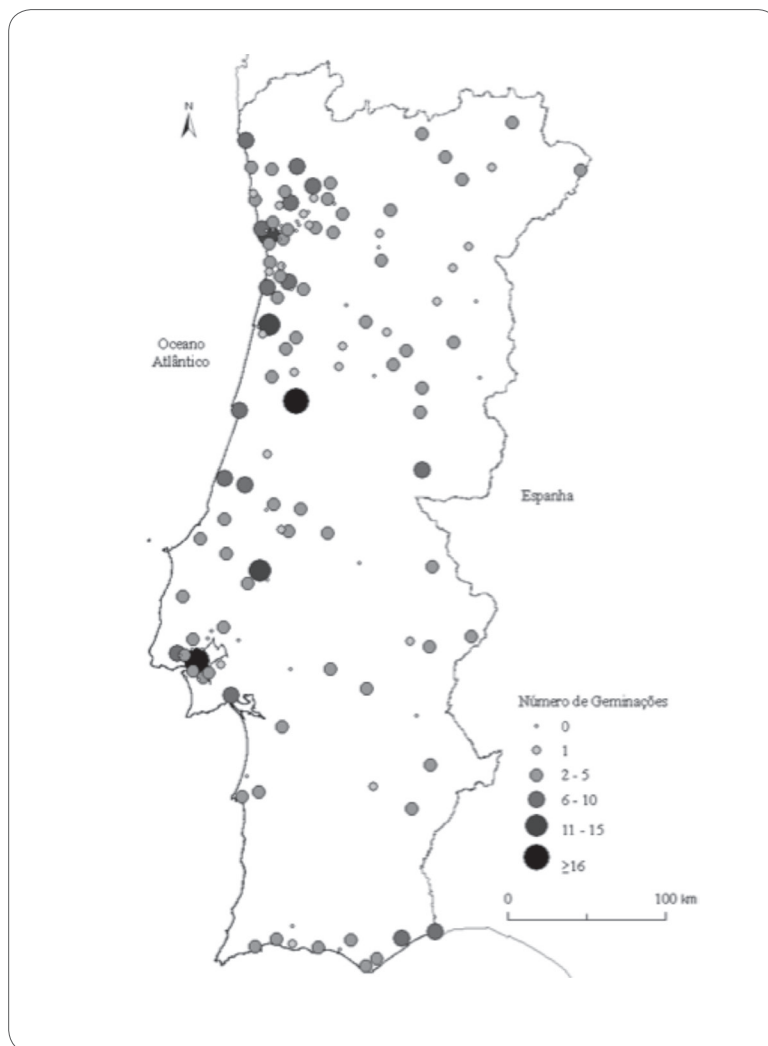 N
Oceano
Atlântico
Espanha
Número de Geminações
0
1
2 - 5
6 - 10
11 - 15
≥16
0 100 km